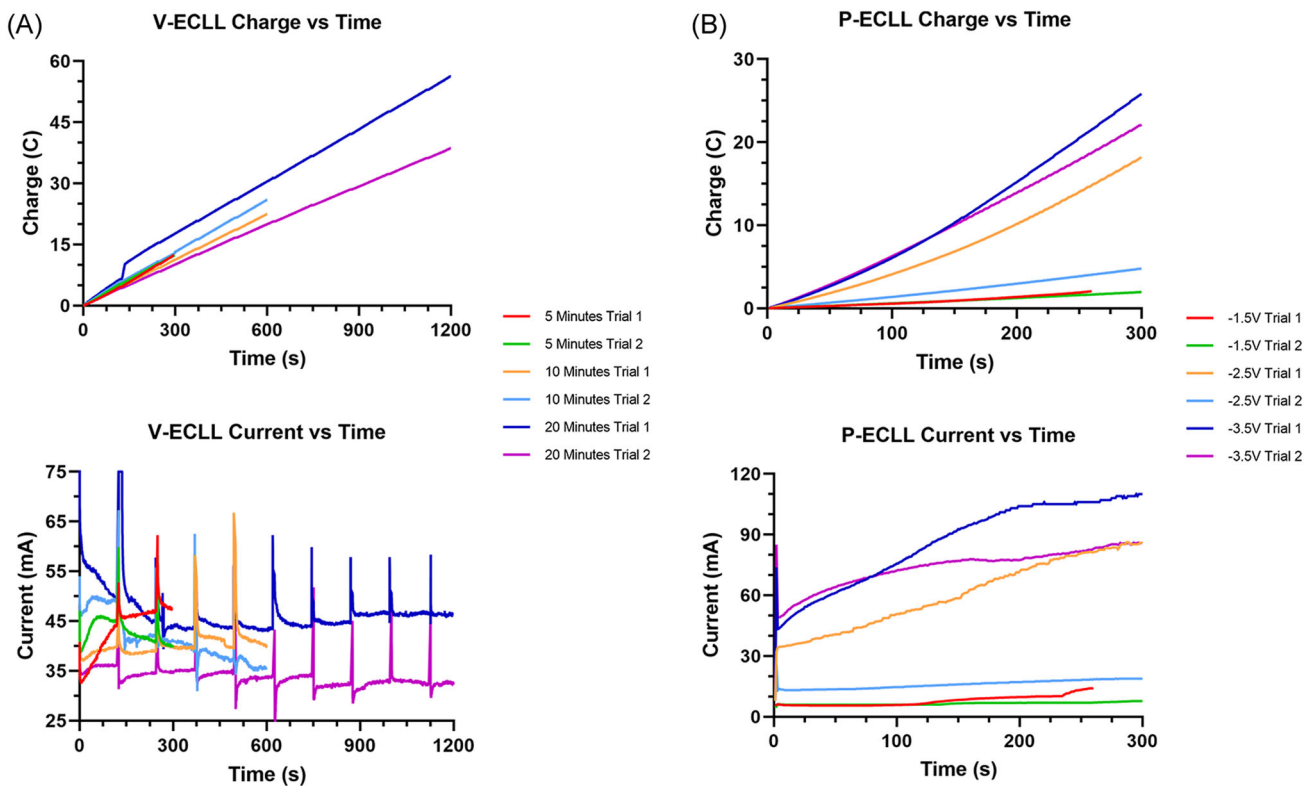 (A)
V-ECLL Charge vs Time
Charge (C)
60
45
30
15
0
0 300 600 900 1200
Time (s)
V-ECLL Current vs Time
Current (mA)
75
65
55
45
35
25
0 300 600 900 1200
Time (s)
5 Minutes Trial 1
5 Minutes Trial 2
10 Minutes Trial 1
10 Minutes Trial 2
20 Minutes Trial 1
20 Minutes Trial 2
(B)
P-ECLL Charge vs Time
Charge (C)
30
20
10
0
0 100 200 300
Time (s)
P-ECLL Current vs Time
Current (mA)
120
90
60
30
0
0 100 200 300
Time (s)
-1.5V Trial 1
-1.5V Trial 2
-2.5V Trial 1
-2.5V Trial 2
-3.5V Trial 1
-3.5V Trial 2